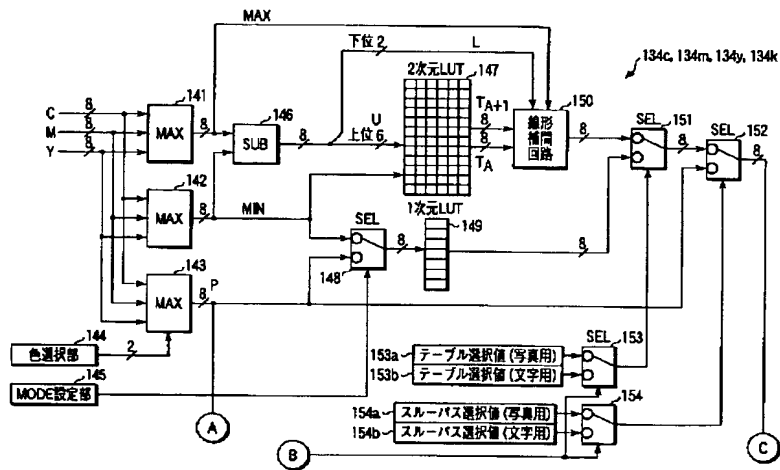 MAX
下位2
L
2次元LUT
147
134c, 134m, 134y, 134k
141
146
U
上位6
T_A+1
150
151
152
C
8
M
8
Y
8
MAX
8
SUB
8
8
T_A
8
線形
補間
回路
8
SEL
8
SEL
8
142
MAX
8
MIN
1次元LUT
149
SEL
8
8
148
143
MAX
8
P
144
色選択部
2
145
MODE設定部
SEL
153
153a
テーブル選択値 (写真用)
153b
テーブル選択値 (文字用)
154
154a
スルーパス選択値 (写真用)
154b
スルーパス選択値 (文字用)
A
B
C